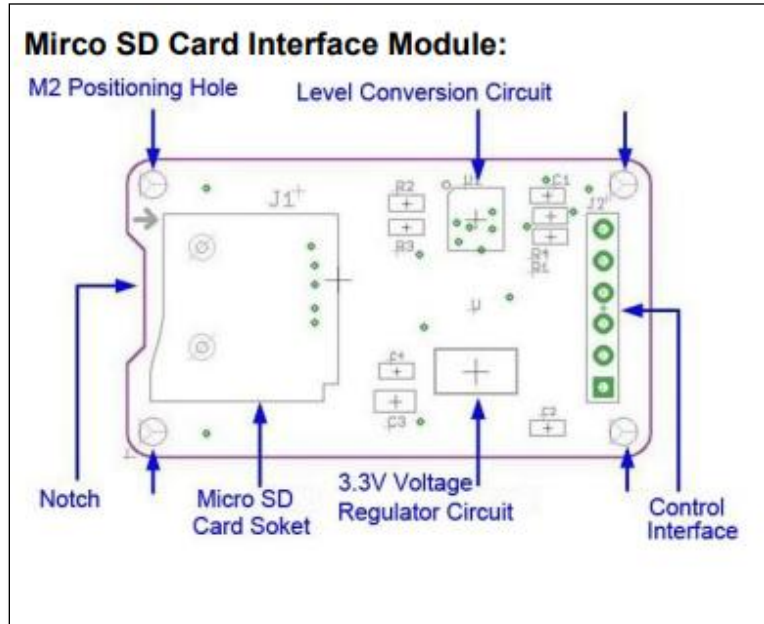 Mirco SD Card Interface Module:
M2 Positioning Hole
Level Conversion Circuit
J1
R2
R3
C1
J2
R4
R1
U
C4
C3
C2
Notch
Micro SD
Card Soket
3.3V Voltage
Regulator Circuit
Control
Interface